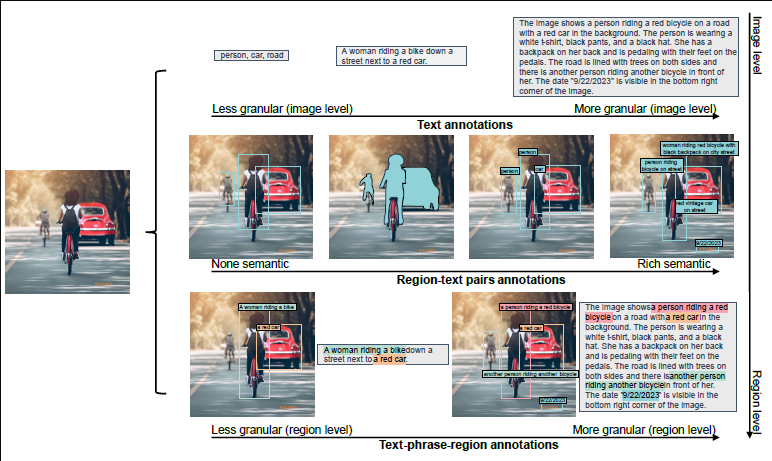 person, car, road
A woman riding a bike down a
street next to a red car.
The image shows a person riding a red bicycle on a road
with a red car in the background. The person is wearing a
white t-shirt, black pants, and a black hat. She has a
backpack on her back and is pedaling with their feet on the
pedals. The road is lined with trees on both sides and
there is another person riding another bicycle in front of
her. The date "9/22/2023" is visible in the bottom right
corner of the image.
Image level
Less granular (image level)
More granular (image level)
Text annotations
person
person
car
woman riding red bicycle with
black backpack on city street
person riding
bicycle on street
red vintage car
on street
9/22/2023
None semantic
Rich semantic
Region-text pairs annotations
A woman riding a bike
a red car
A woman riding a bike down a
street next to a red car.
a person riding a red bicycle
a red car
another person riding another bicycle
9/22/2023
The image shows a person riding a red
bicycle on a road with a red car in the
background. The person is wearing a
white t-shirt, black pants, and a black
hat. She has a backpack on her back
and is pedaling with their feet on the
pedals. The road is lined with trees on
both sides and there is another person
riding another bicycle in front of her.
The date "9/22/2023" is visible in the
bottom right corner of the image.
Region level
Less granular (region level)
More granular (region level)
Text-phrase-region annotations